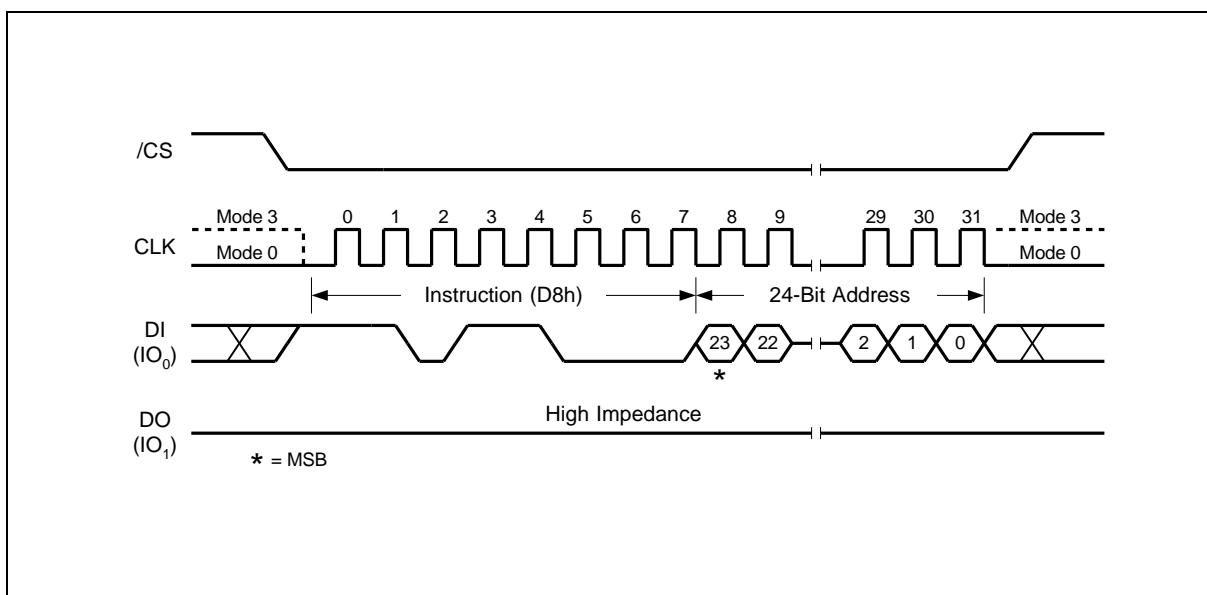 /CS
Mode 3
0 1 2 3 4 5 6 7 8 9 29 30 31
Mode 3
CLK
Mode 0
Mode 0
Instruction (D8h)
24-Bit Address
DI
(IO0)
23 22 2 1 0
*
High Impedance
DO
(IO1)
* = MSB